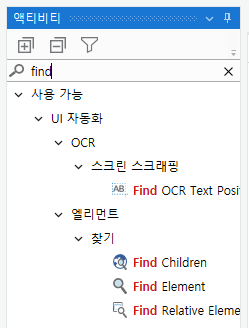 액티비티
find
사용 가능
UI 자동화
OCR
스크린 스크래핑
Find OCR Text Posit
엘리먼트
찾기
Find Children
Find Element
Find Relative Eleme